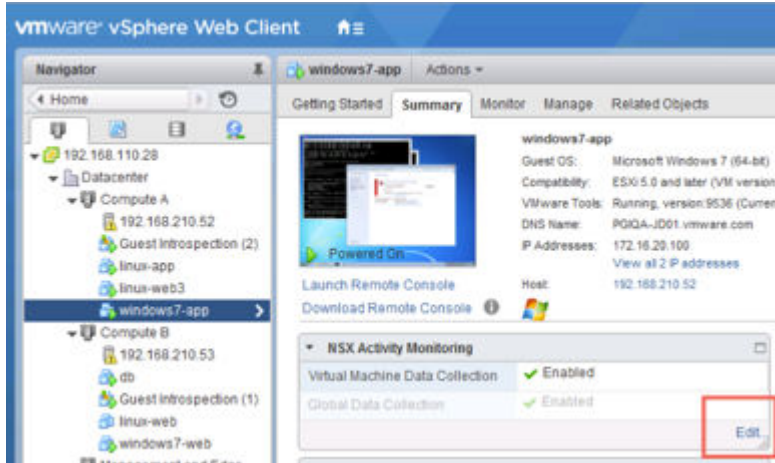 vmware vSphere Web Client
Navigator
Home
192.168.110.28
Datacenter
Compute A
192.168.210.52
Guest Introspection (2)
linux-app
linux-web3
windows7-app
Compute B
192.168.210.53
db
Guest Introspection (1)
linux-web
windows7-web
windows7-app Actions
Getting Started Summary Monitor Manage Related Objects
Powered On
Launch Remote Console
Download Remote Console
windows7-app
Guest OS: Microsoft Windows 7 (64-bit)
Compatibility: ESXi 5.0 and later (VM version
VMware Tools: Running, version:9536 (Curren
DNS Name: PGIQA-JD01.vmware.com
IP Addresses: 172.16.20.100
View all 2 IP addresses
Host: 192.168.210.52
NSX Activity Monitoring
Virtual Machine Data Collection Enabled
Global Data Collection Enabled
Edit